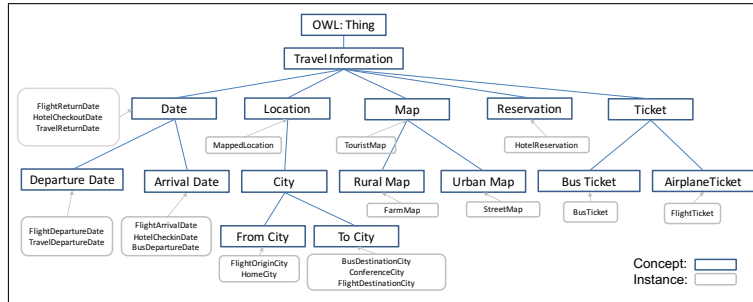 OWL: Thing
Travel Information
FlightReturnDate
HotelCheckoutDate
TravelReturnDate
Date
Location
Map
Reservation
Ticket
MappedLocation
TouristMap
HotelReservation
Departure Date
Arrival Date
City
Rural Map
Urban Map
Bus Ticket
AirplaneTicket
FlightDepartureDate
TravelDepartureDate
FlightArrivalDate
HotelCheckinDate
BusDepartureDate
FarmMap
StreetMap
BusTicket
FlightTicket
From City
To City
FlightOriginCity
HomeCity
BusDestinationCity
ConferenceCity
FlightDestinationCity
Concept:
Instance: